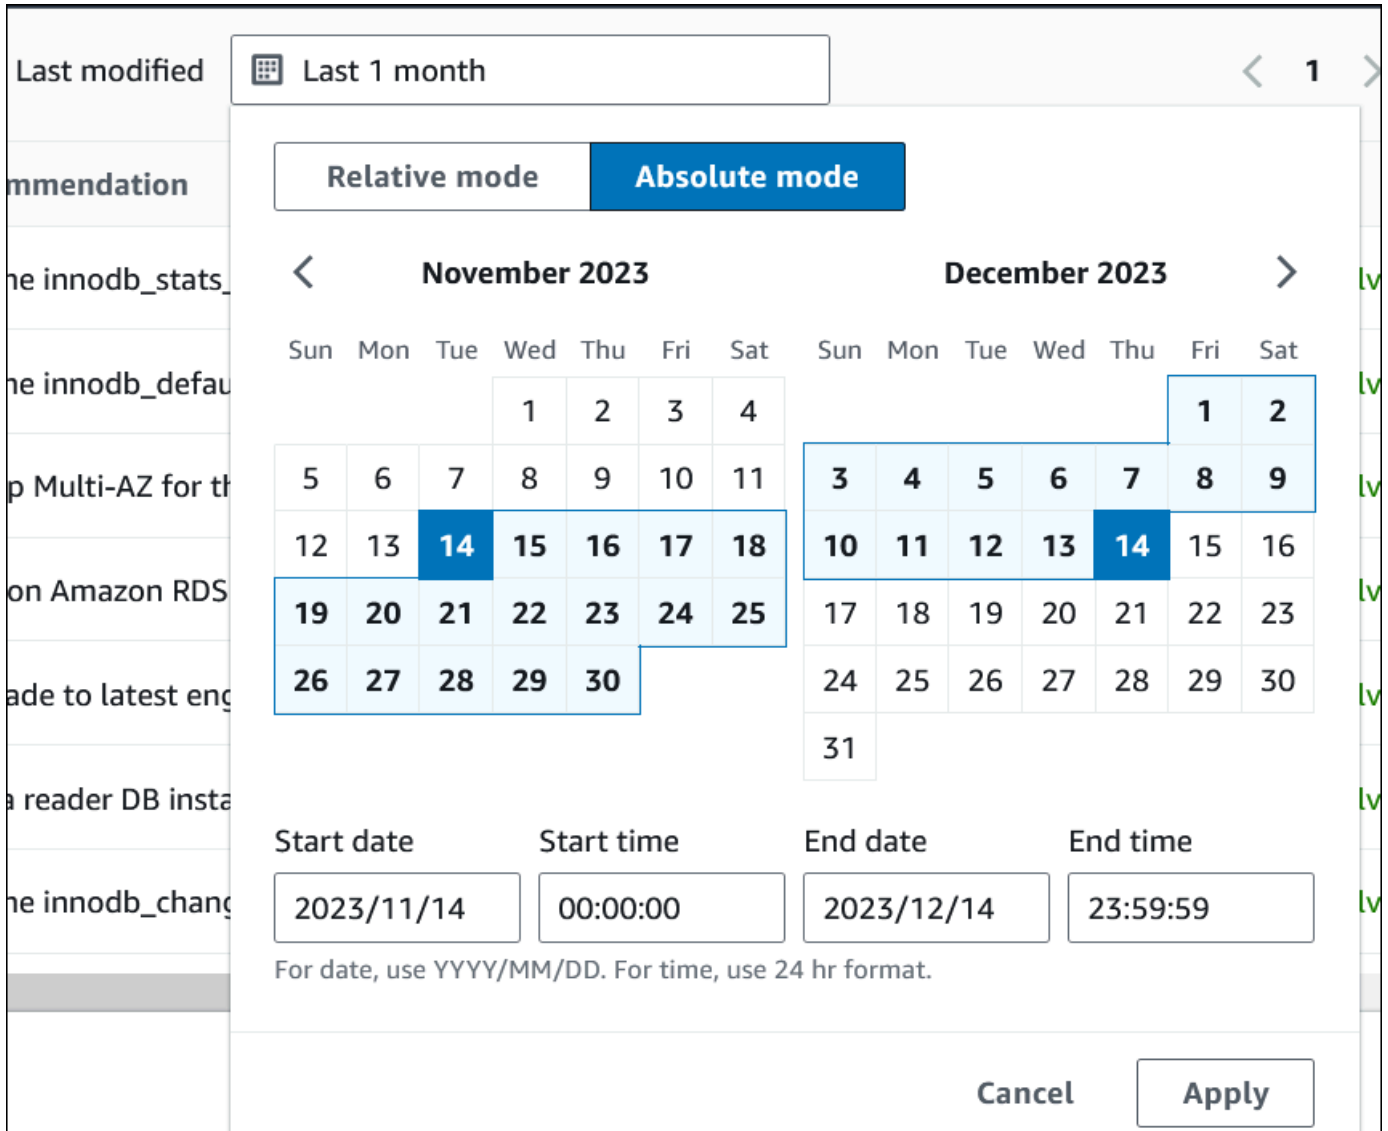 Last modified
Last 1 month
1
Relative mode
Absolute mode
mmendation
November 2023
December 2023
Sun Mon Tue Wed Thu Fri Sat
Sun Mon Tue Wed Thu Fri Sat
1 2 3 4
1 2
5 6 7 8 9 10 11
3 4 5 6 7 8 9
12 13 14 15 16 17 18
10 11 12 13 14 15 16
19 20 21 22 23 24 25
17 18 19 20 21 22 23
26 27 28 29 30
24 25 26 27 28 29 30
31
he innodb_stats_
he innodb_defau
p Multi-AZ for th
on Amazon RDS
ade to latest eng
a reader DB insta
he innodb_chang
lv
lv
lv
lv
lv
lv
lv
Start date
Start time
End date
End time
2023/11/14
00:00:00
2023/12/14
23:59:59
For date, use YYYY/MM/DD. For time, use 24 hr format.
Cancel
Apply